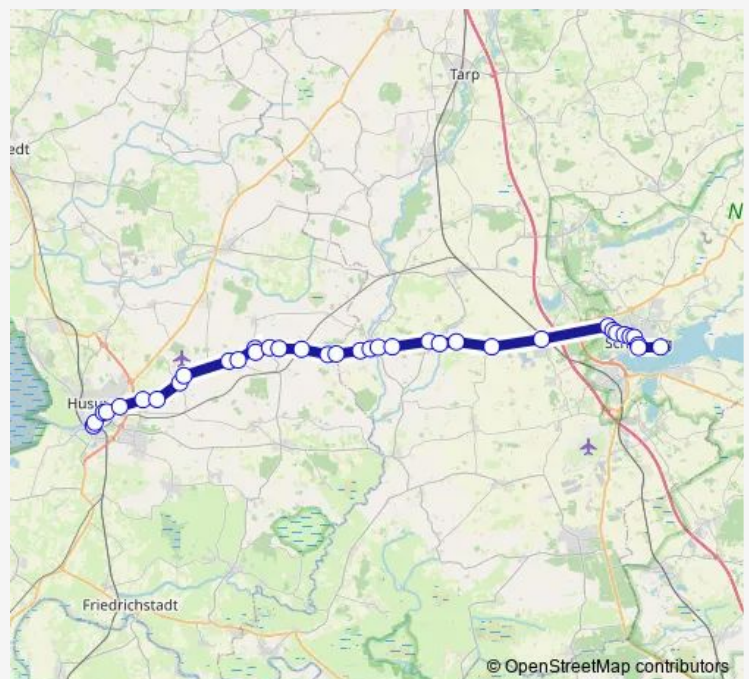 Tarp
edt
N
Husu
Sch
Friedrichstadt
© OpenStreetMap contributors